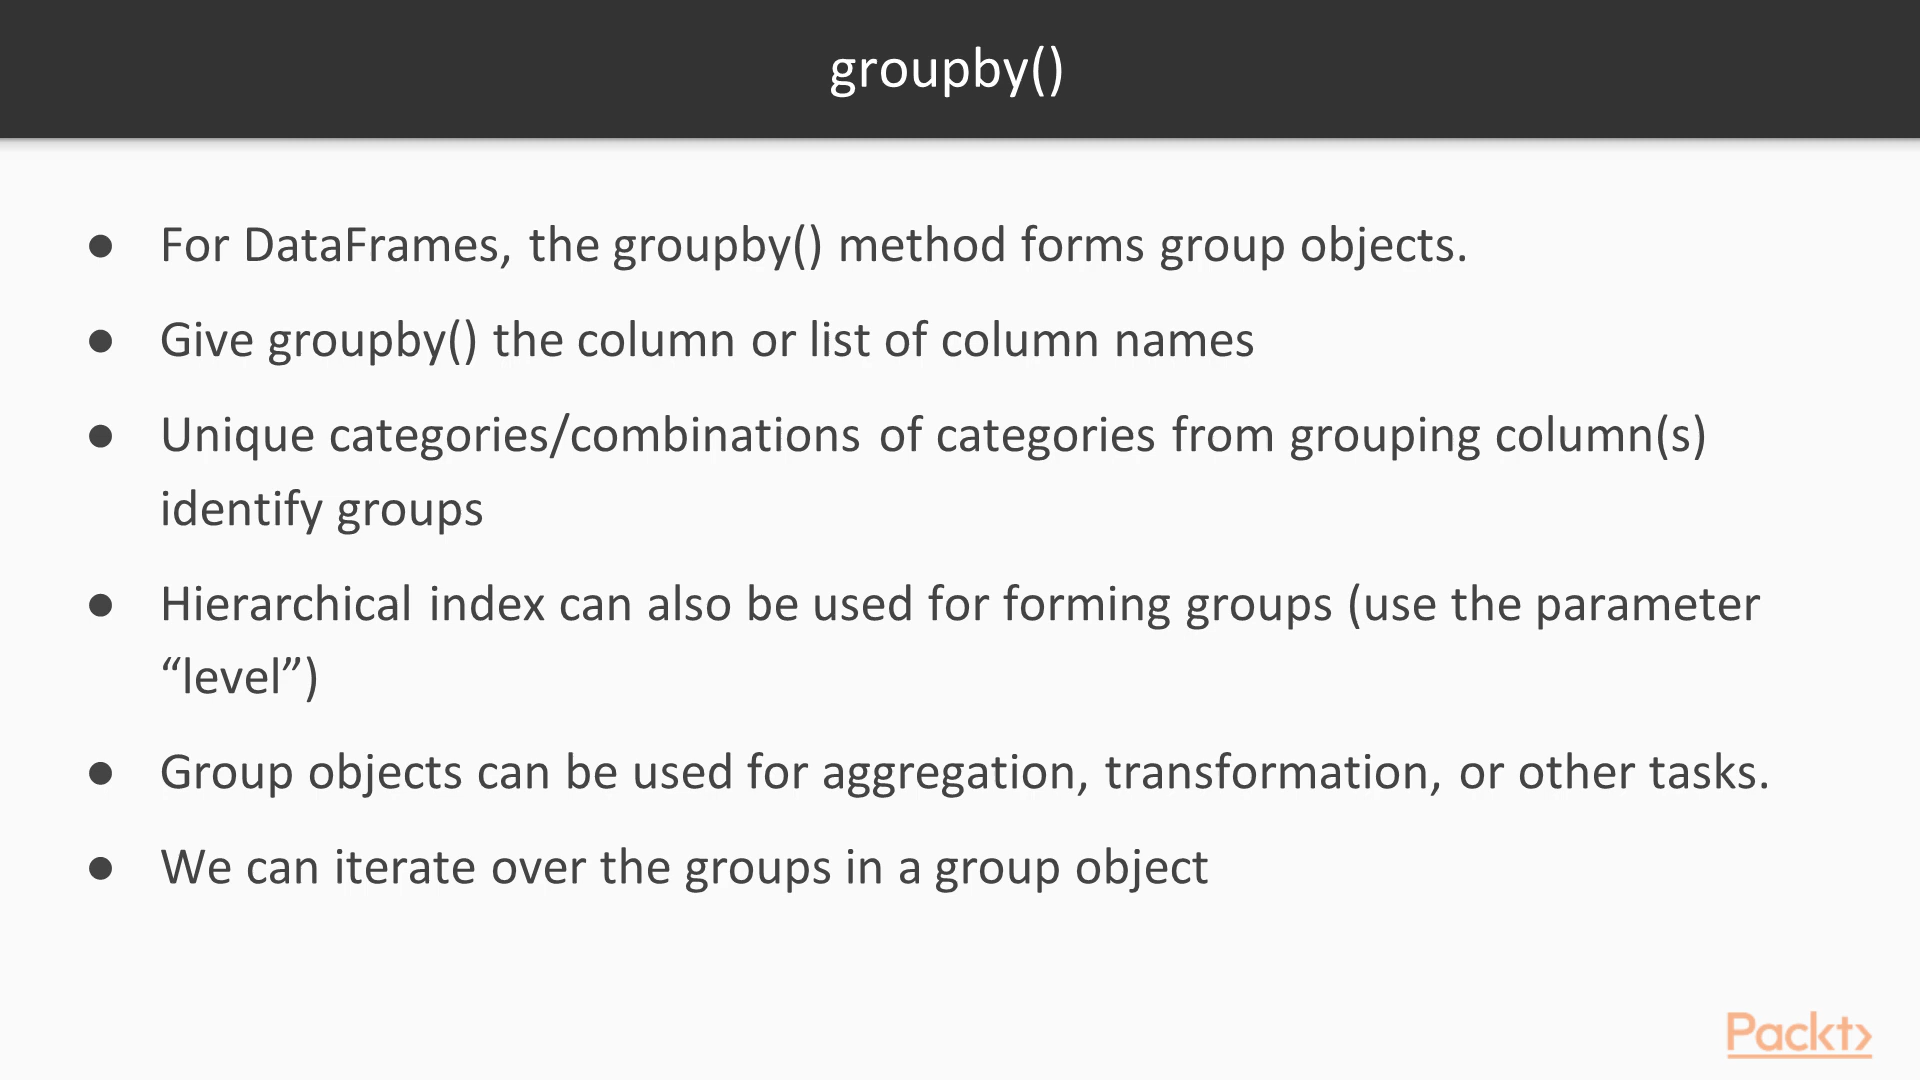 groupby()
● For DataFrames, the groupby() method forms group objects.
● Give groupby() the column or list of column names
● Unique categories/combinations of categories from grouping column(s)
identify groups
● Hierarchical index can also be used for forming groups (use the parameter
“level”)
● Group objects can be used for aggregation, transformation, or other tasks.
● We can iterate over the groups in a group object
Packt>